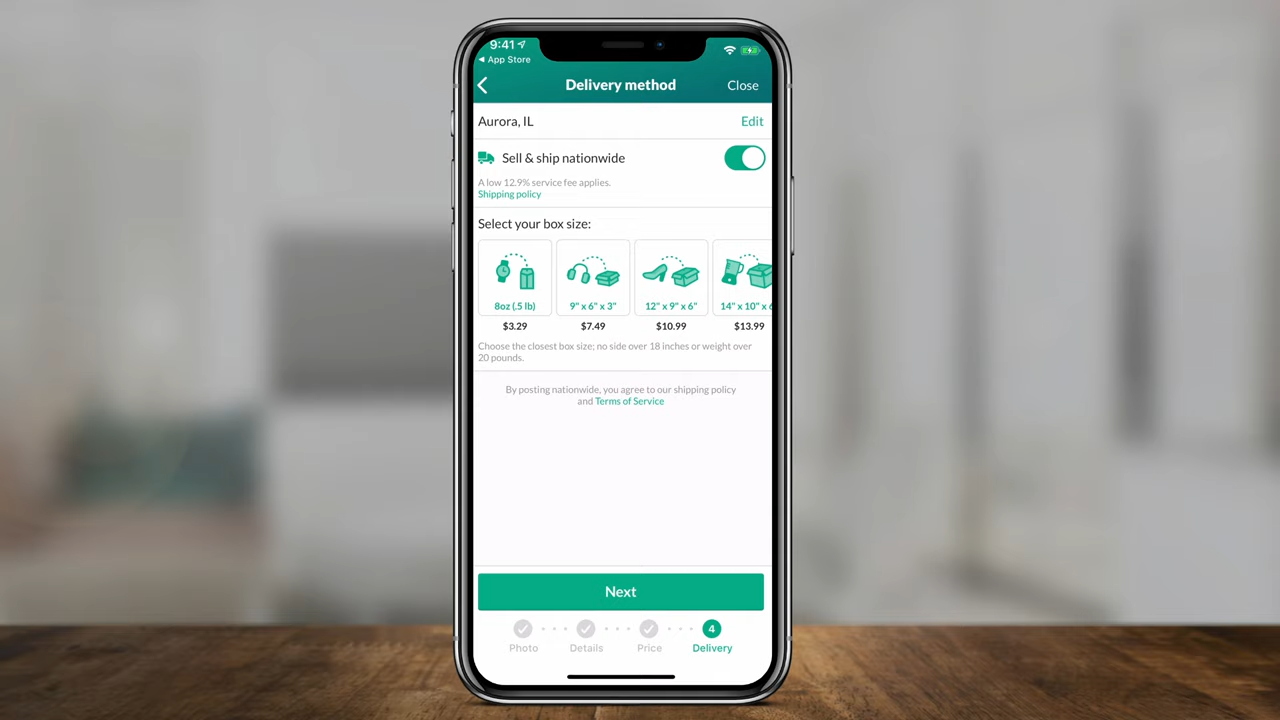 9:41
App Store
Delivery method
Close
Aurora, IL
Edit
Sell & ship nationwide
A low 12.9% service fee applies.
Shipping policy
Select your box size:
8oz (.5 lb)
9" x 6" x 3"
12" x 9" x 6"
14" x 10" x
$3.29
$7.49
$10.99
$13.99
Choose the closest box size; no side over 18 inches or weight over
20 pounds.
By posting nationwide, you agree to our shipping policy
and Terms of Service
Next
4
Photo
Details
Price
Delivery